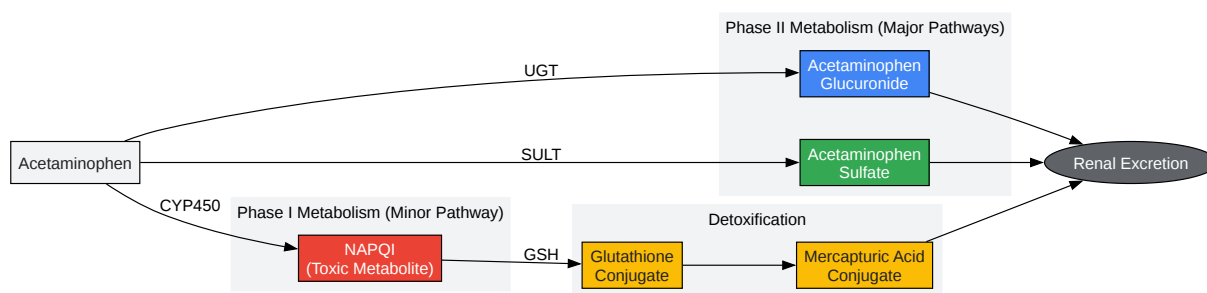 Phase II Metabolism (Major Pathways)
UGT
Acetaminophen
Glucuronide
Acetaminophen
SULT
Acetaminophen
Sulfate
Renal Excretion
CYP450
Phase I Metabolism (Minor Pathway)
NAPQI
(Toxic Metabolite)
GSH
Detoxification
Glutathione
Conjugate
Mercapturic Acid
Conjugate